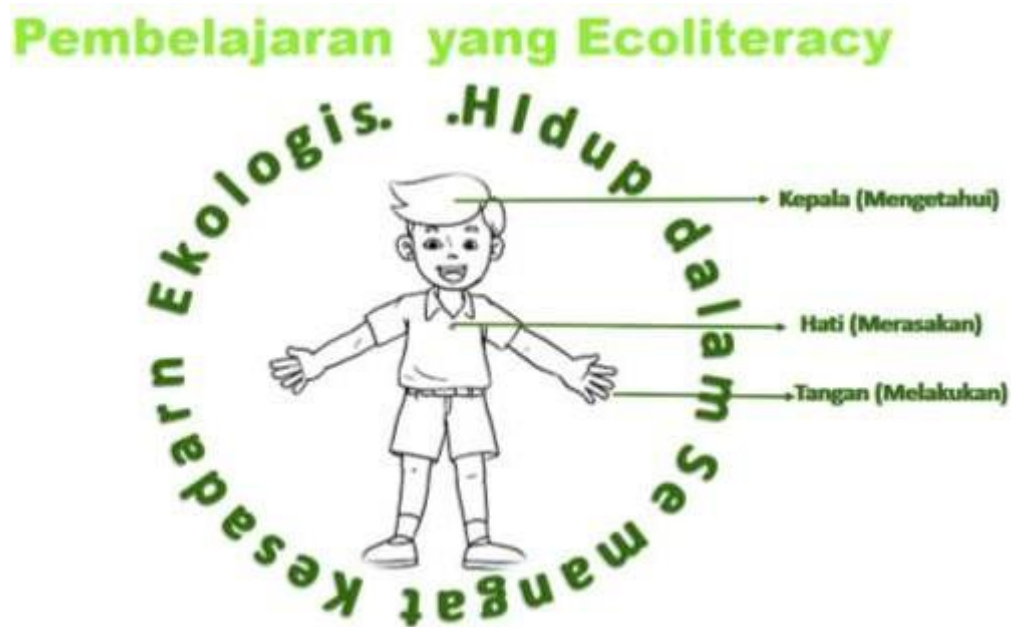 Pembelajaran yang Ecoliteracy
.HIdup dalam Semangat Kesadarn Ekologis.
Kepala (Mengetahui)
Hati (Merasakan)
Tangan (Melakukan)